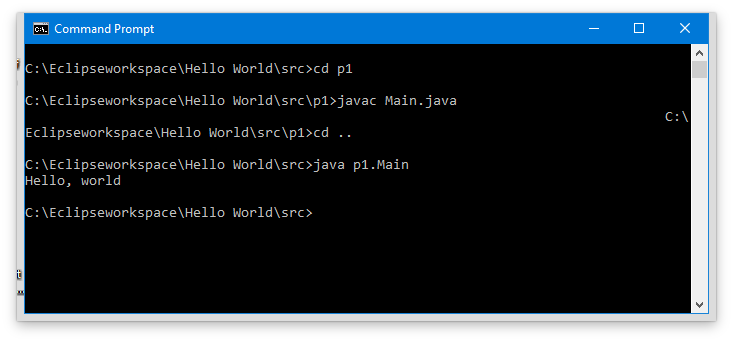 Command Prompt
C:\Eclipseworkspace\Hello World\src>cd p1
C:\Eclipseworkspace\Hello World\src\p1>javac Main.java
C:\
Eclipseworkspace\Hello World\src\p1>cd ..
C:\Eclipseworkspace\Hello World\src>java p1.Main
Hello, world
C:\Eclipseworkspace\Hello World\src>